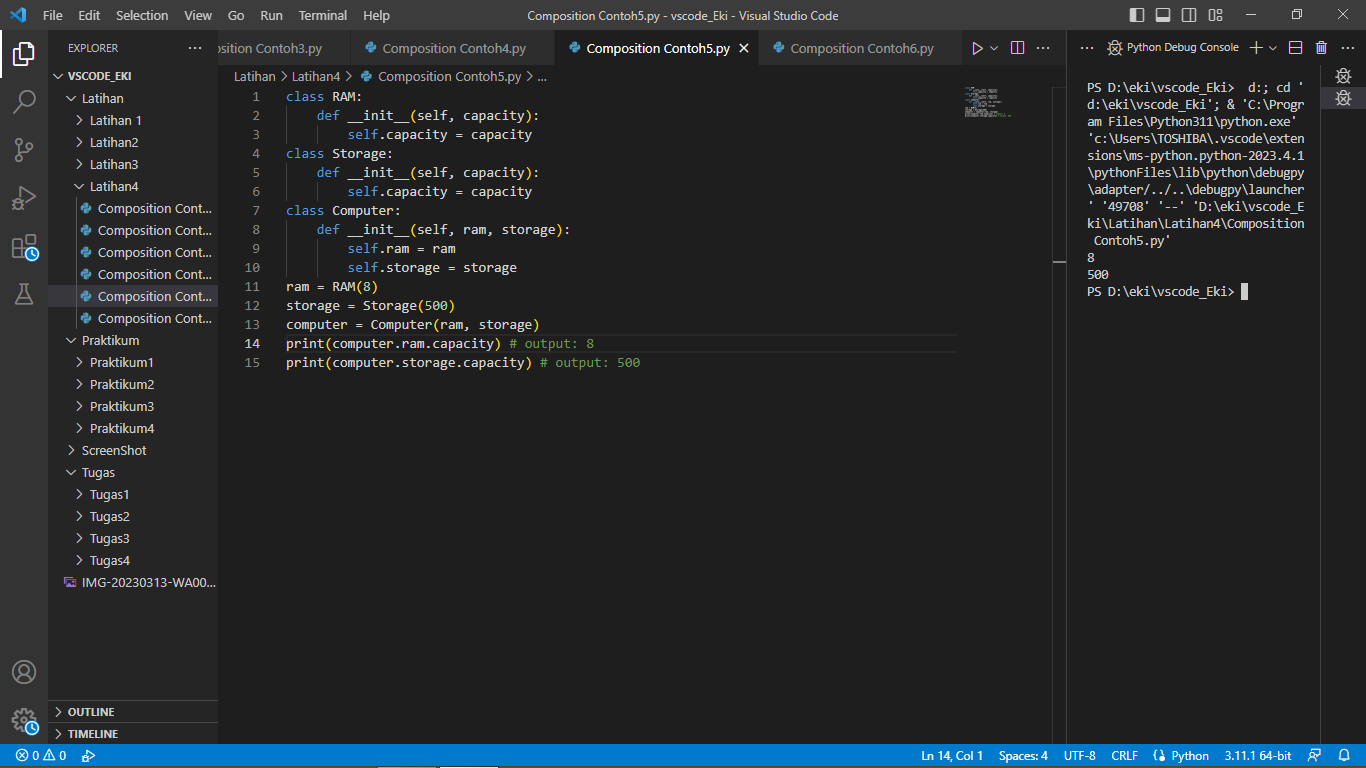 File Edit Selection View Go Run Terminal Help Composition Contoh5.py - vscode_Eki - Visual Studio Code
EXPLORER
VSCODE_EKI
Latihan
Latihan 1
Latihan2
Latihan3
Latihan4
Composition Cont...
Composition Cont...
Composition Cont...
Composition Cont...
Composition Cont...
Composition Cont...
Praktikum
Praktikum1
Praktikum2
Praktikum3
Praktikum4
ScreenShot
Tugas
Tugas1
Tugas2
Tugas3
Tugas4
IMG-20230313-WA00...
OUTLINE
TIMELINE
osition Contoh3.py Composition Contoh4.py Composition Contoh5.py Composition Contoh6.py
Latihan > Latihan4 > Composition Contoh5.py > ...
1 class RAM:
2     def __init__(self, capacity):
3         self.capacity = capacity
4 class Storage:
5     def __init__(self, capacity):
6         self.capacity = capacity
7 class Computer:
8     def __init__(self, ram, storage):
9         self.ram = ram
10         self.storage = storage
11 ram = RAM(8)
12 storage = Storage(500)
13 computer = Computer(ram, storage)
14 print(computer.ram.capacity) # output: 8
15 print(computer.storage.capacity) # output: 500
Python Debug Console
PS D:\eki\vscode_Eki>  d:; cd '
d:\eki\vscode_Eki'; & 'C:\Progr
am Files\Python311\python.exe'
'c:\Users\TOSHIBA\.vscode\exten
sions\ms-python.python-2023.4.1
\pythonFiles\lib\python\debugpy
\adapter/../..\debugpy\launcher
' '49708' '--' 'D:\eki\vscode_E
ki\Latihan\Latihan4\Composition
 Contoh5.py'
8
500
PS D:\eki\vscode_Eki>
0 0 Ln 14, Col 1 Spaces: 4 UTF-8 CRLF Python 3.11.1 64-bit